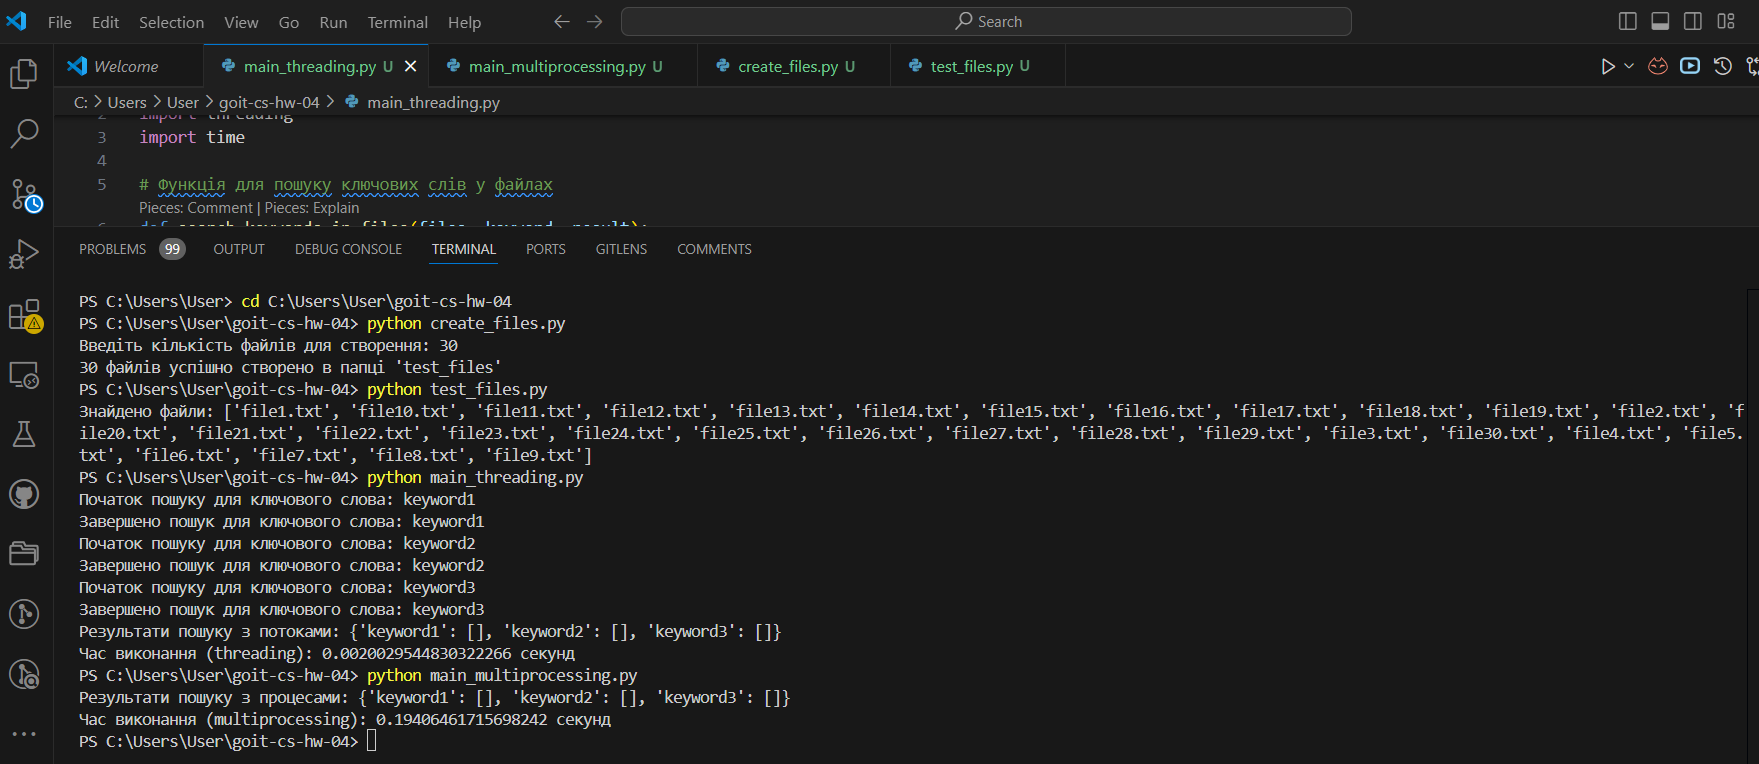 File Edit Selection View Go Run Terminal Help
Search
Welcome
main_threading.py U
main_multiprocessing.py U
create_files.py U
test_files.py U
C: > Users > User > goit-cs-hw-04 > main_threading.py
2 import threading
3 import time
4
5 # Функція для пошуку ключових слів у файлах
Pieces: Comment | Pieces: Explain
6 def search_keywords_in_files(files, keyword, result):
PROBLEMS 99 OUTPUT DEBUG CONSOLE TERMINAL PORTS GITLENS COMMENTS
PS C:\Users\User> cd C:\Users\User\goit-cs-hw-04
PS C:\Users\User\goit-cs-hw-04> python create_files.py
Введіть кількість файлів для створення: 30
30 файлів успішно створено в папці 'test_files'
PS C:\Users\User\goit-cs-hw-04> python test_files.py
Знайдено файли: ['file1.txt', 'file10.txt', 'file11.txt', 'file12.txt', 'file13.txt', 'file14.txt', 'file15.txt', 'file16.txt', 'file17.txt', 'file18.txt', 'file19.txt', 'file2.txt', 'f
ile20.txt', 'file21.txt', 'file22.txt', 'file23.txt', 'file24.txt', 'file25.txt', 'file26.txt', 'file27.txt', 'file28.txt', 'file29.txt', 'file3.txt', 'file30.txt', 'file4.txt', 'file5.
txt', 'file6.txt', 'file7.txt', 'file8.txt', 'file9.txt']
PS C:\Users\User\goit-cs-hw-04> python main_threading.py
Початок пошуку для ключового слова: keyword1
Завершено пошук для ключового слова: keyword1
Початок пошуку для ключового слова: keyword2
Завершено пошук для ключового слова: keyword2
Початок пошуку для ключового слова: keyword3
Завершено пошук для ключового слова: keyword3
Результати пошуку з потоками: {'keyword1': [], 'keyword2': [], 'keyword3': []}
Час виконання (threading): 0.0020029544830322266 секунд
PS C:\Users\User\goit-cs-hw-04> python main_multiprocessing.py
Результати пошуку з процесами: {'keyword1': [], 'keyword2': [], 'keyword3': []}
Час виконання (multiprocessing): 0.19406461715698242 секунд
PS C:\Users\User\goit-cs-hw-04>